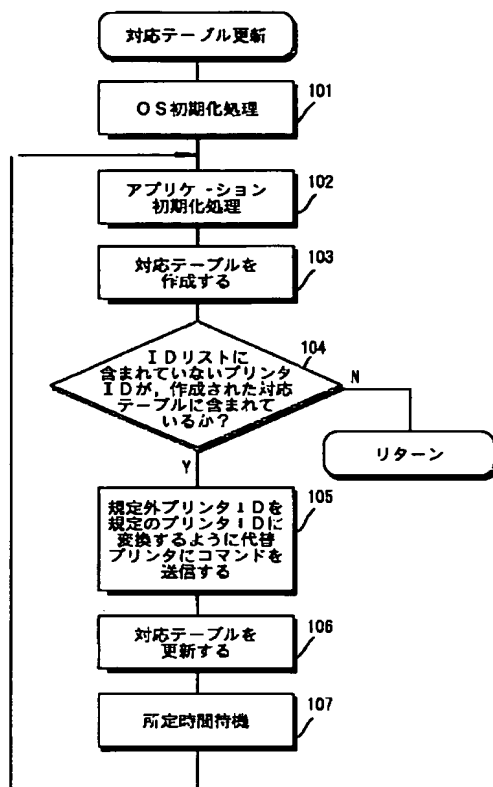 対応テーブル更新
101
OS初期化処理
102
アプリケ-ション
初期化処理
103
対応テーブルを
作成する
104
IDリストに
含まれていないプリンタ
IDが，作成された対応
テーブルに含まれて
いるか？
N
リターン
Y
105
規定外プリンタIDを
規定のプリンタIDに
変換するように代替
プリンタにコマンドを
送信する
106
対応テーブルを
更新する
107
所定時間待機